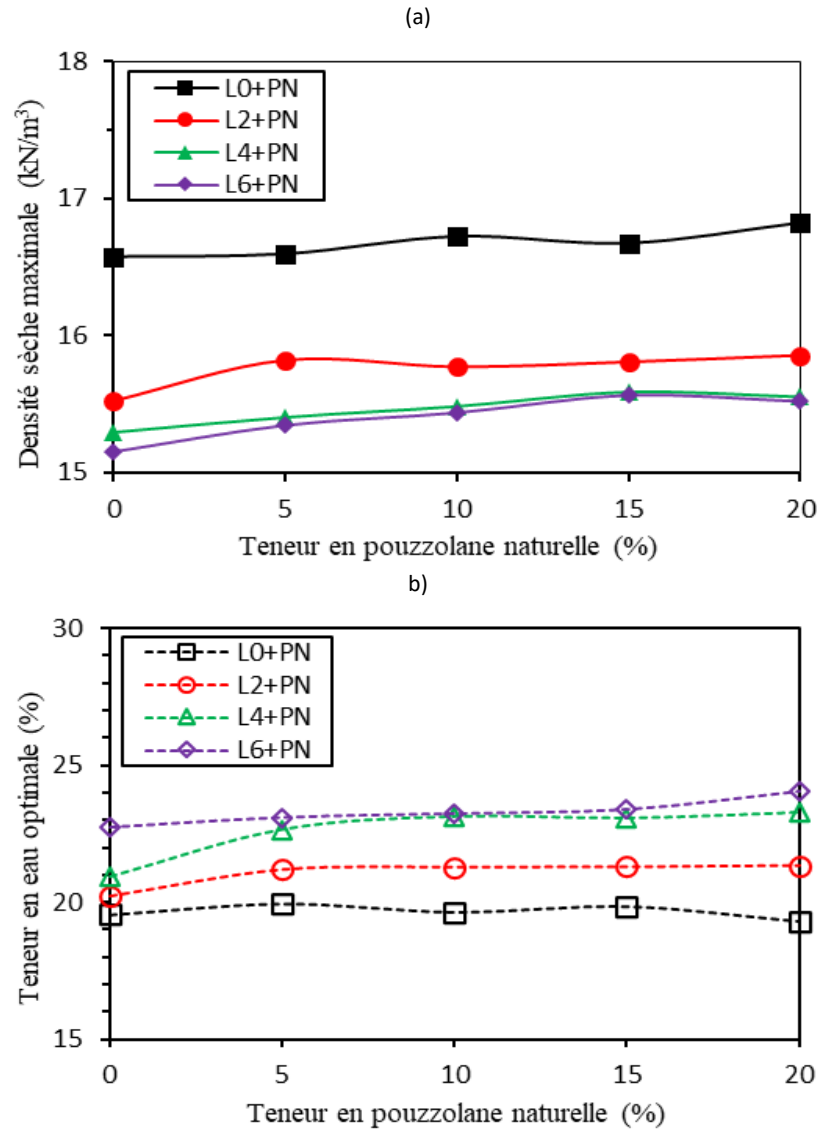 (a)
Densité sèche maximale (kN/m³)
18
17
16
15
L0+PN
L2+PN
L4+PN
L6+PN
0 5 10 15 20
Teneur en pouzzolane naturelle (%)
b)
Teneur en eau optimale (%)
30
25
20
15
L0+PN
L2+PN
L4+PN
L6+PN
0 5 10 15 20
Teneur en pouzzolane naturelle (%)